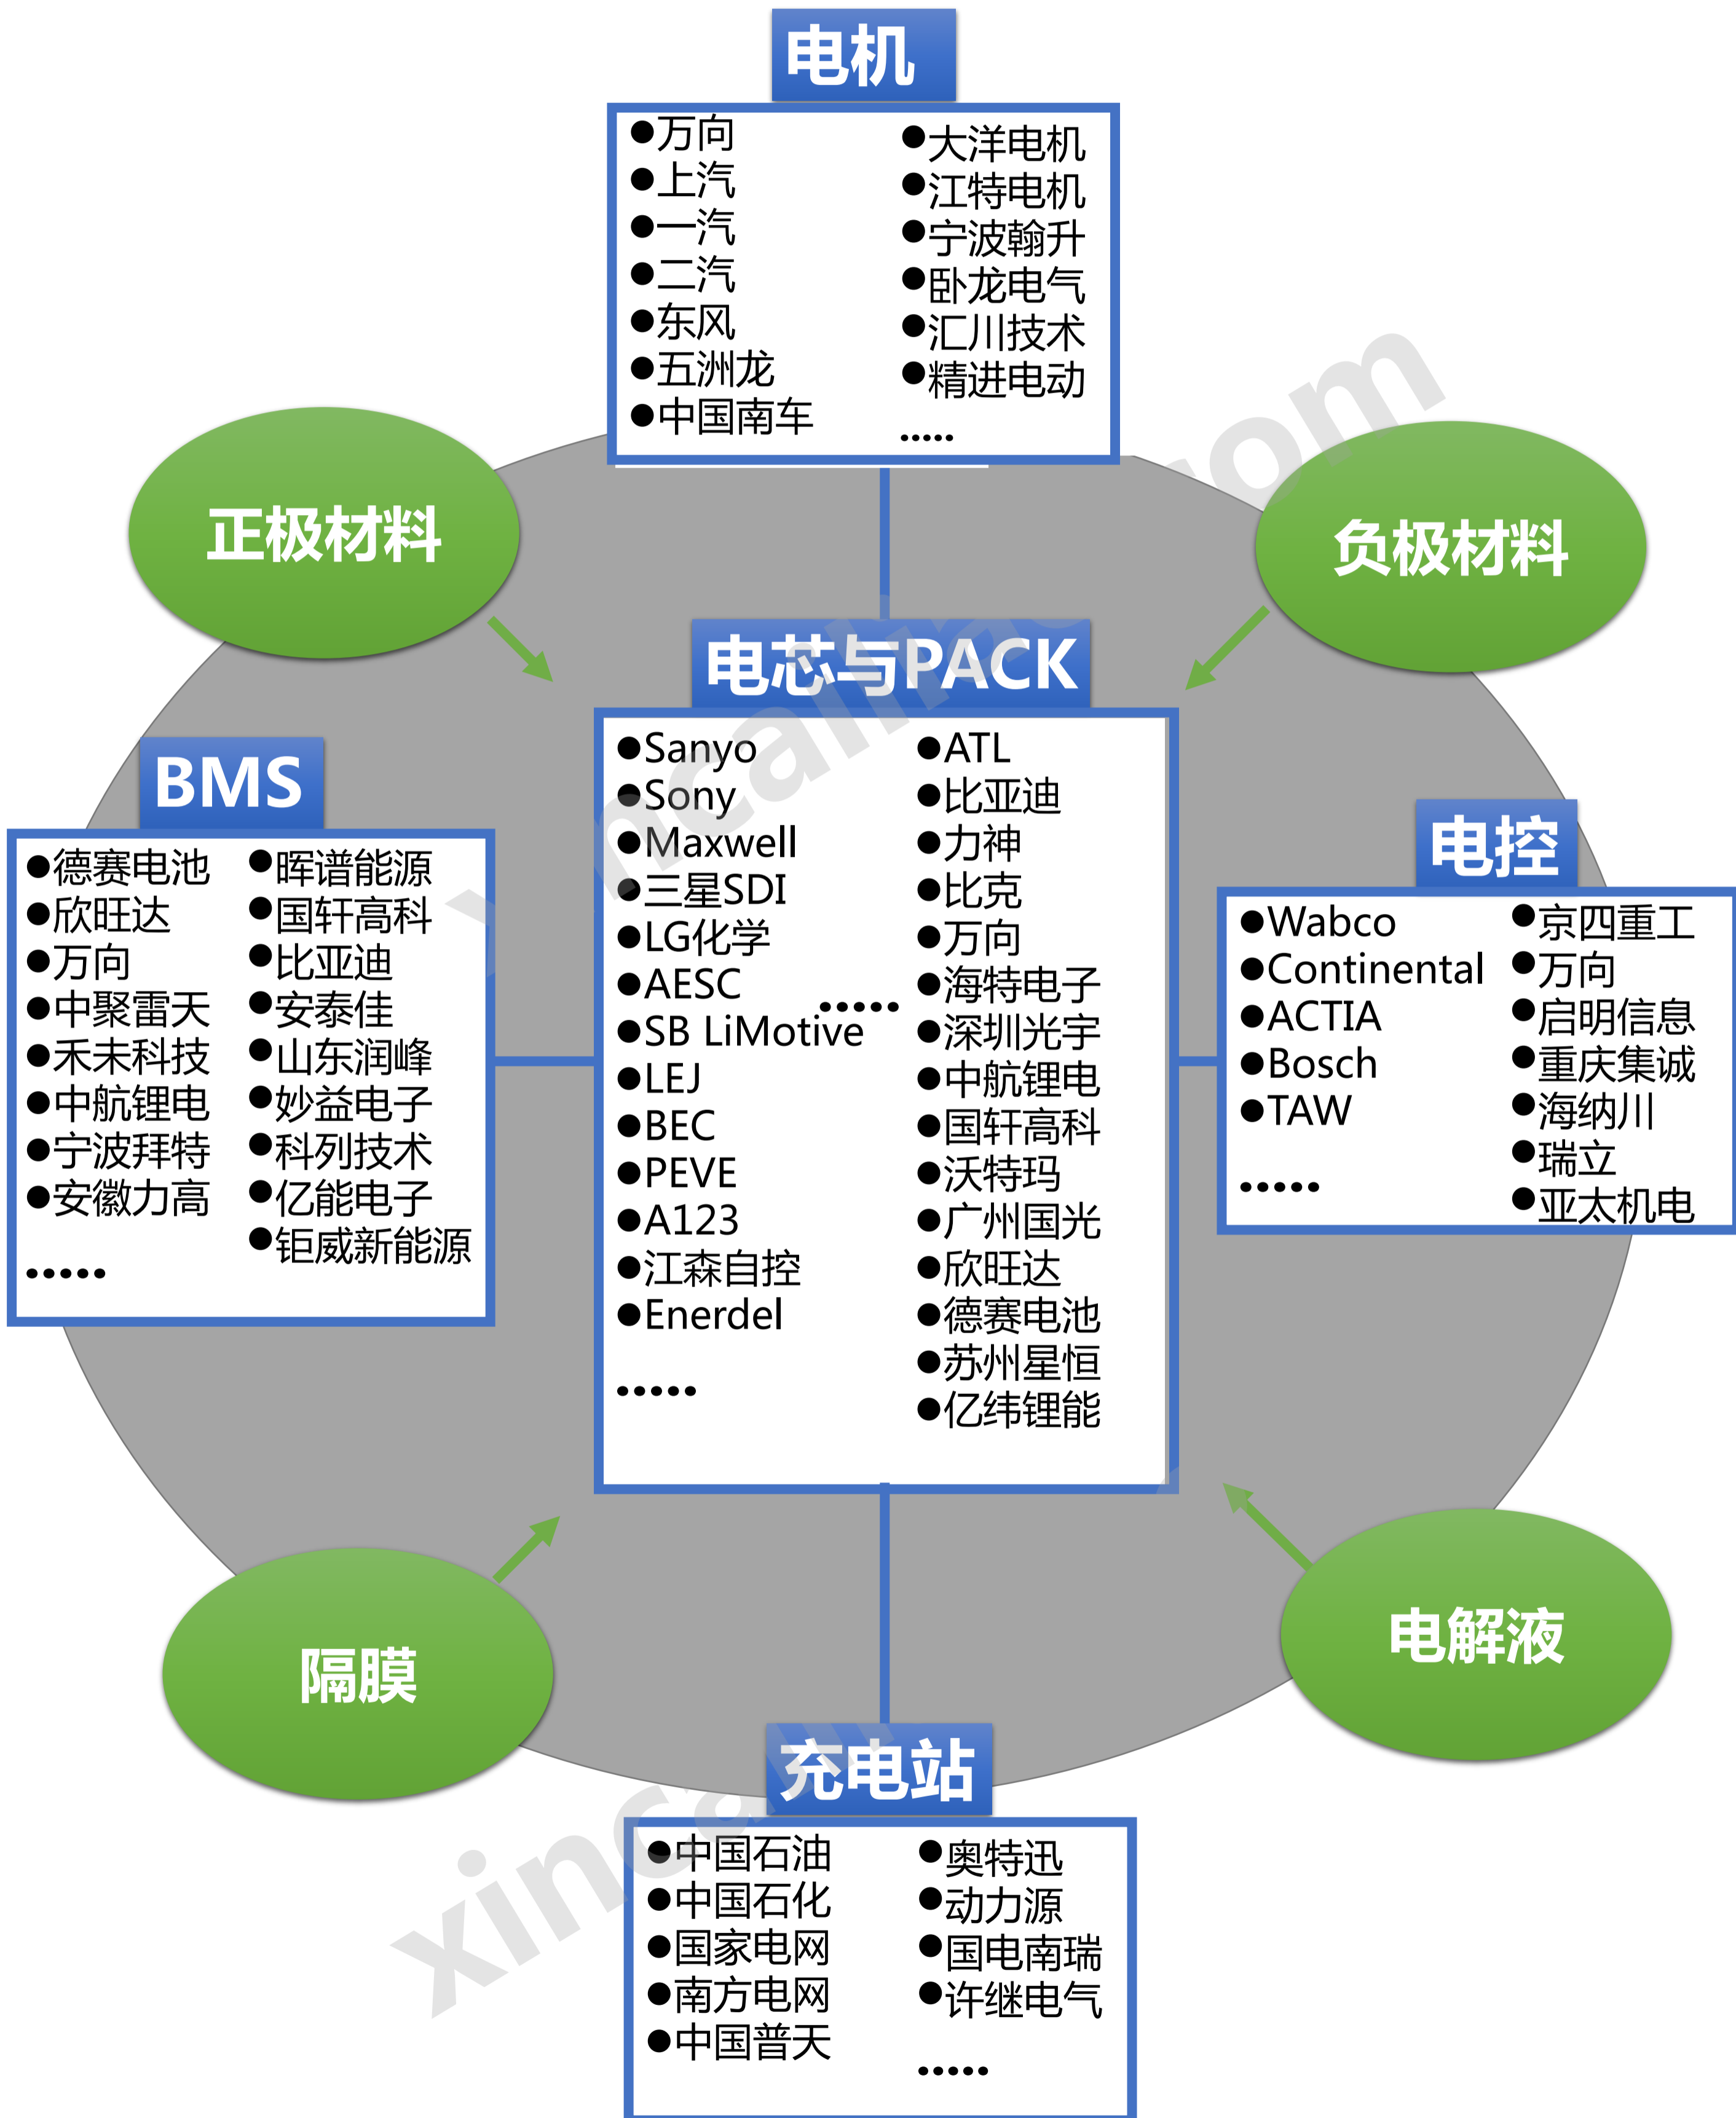 电机
●万向
●上汽
●一汽
●二汽
●东风
●五洲龙
●中国南车
●大洋电机
●江特电机
●宁波翰升
●卧龙电气
●汇川技术
●精进电动
•••••
正极材料
负极材料
电芯与PACK
●Sanyo
●Sony
●Maxwell
●三星SDI
●LG化学
●AESC
●SB LiMotive
●LEJ
●BEC
●PEVE
●A123
●江森自控
●Enerdel
•••••
•••••
●ATL
●比亚迪
●力神
●比克
●万向
●海特电子
●深圳光宇
●中航锂电
●国轩高科
●沃特玛
●广州国光
●欣旺达
●德赛电池
●苏州星恒
●亿纬锂能
BMS
●德赛电池
●欣旺达
●万向
●中聚雷天
●禾未科技
●中航锂电
●宁波拜特
●安徽力高
•••••
●晖谱能源
●国轩高科
●比亚迪
●安泰佳
●山东润峰
●妙益电子
●科列技术
●亿能电子
●钜威新能源
电控
●Wabco
●Continental
●ACTIA
●Bosch
●TAW
•••••
●京四重工
●万向
●启明信息
●重庆集诚
●海纳川
●瑞立
●亚太机电
隔膜
电解液
充电站
●中国石油
●中国石化
●国家电网
●南方电网
●中国普天
●奥特迅
●动力源
●国电南瑞
●许继电气
•••••